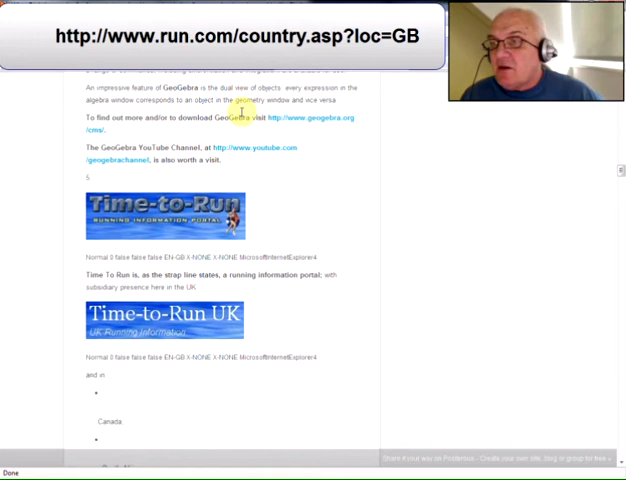 http://www.run.com/country.asp?loc=GB
An impressive feature of GeoGebra is the dual view of objects every expression in the
algebra window corresponds to an object in the geometry window and vice versa
To find out more and/or to download GeoGebra visit http://www.geogebra.org
/cms/.
The GeoGebra YouTube Channel, at http://www.youtube.com
/geogebrachannel, is also worth a visit.
5.
Time-to-Run
RUNNING INFORMATION PORTAL
Normal 0 false false false EN-GB X-NONE X-NONE MicrosoftInternetExplorer4
Time To Run is, as the strap line states, a running information portal; with
subsidiary presence here in the UK
Time-to-Run UK
UK Running Information
Normal 0 false false false EN-GB X-NONE X-NONE MicrosoftInternetExplorer4
and in
Canada
Share it your way on Posterous - Create your own site, blog or group for free »
Done